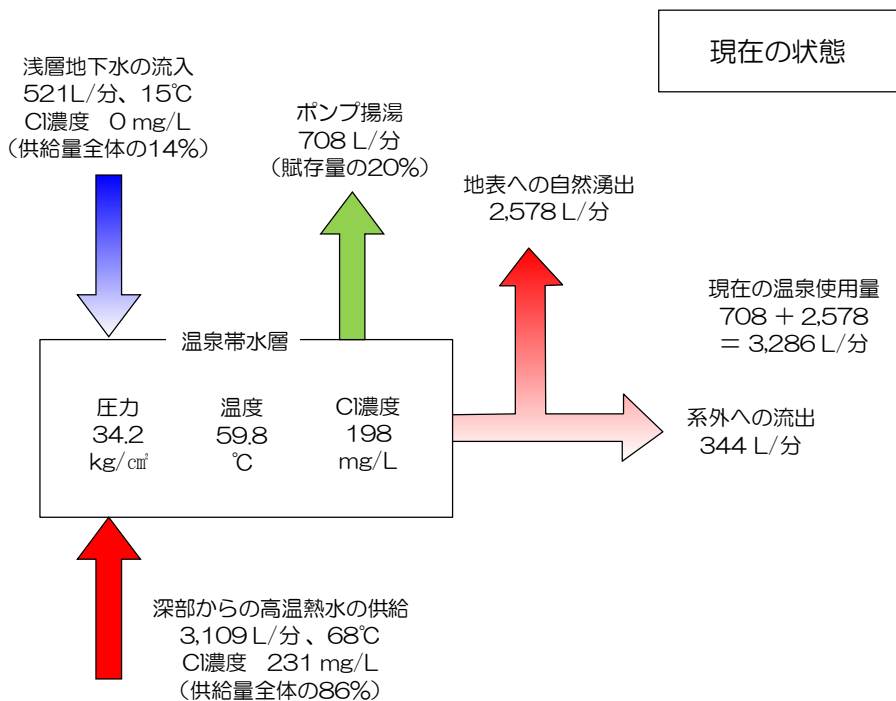 現在の状態
浅層地下水の流入
521L/分、15℃
Cl濃度　0 mg/L
（供給量全体の14%）
ポンプ揚湯
708 L/分
（賦存量の20%）
地表への自然湧出
2,578 L/分
現在の温泉使用量
708 + 2,578
= 3,286 L/分
温泉帯水層
圧力
34.2
kg/㎠
温度
59.8
℃
Cl濃度
198
mg/L
系外への流出
344 L/分
深部からの高温熱水の供給
3,109 L/分、68℃
Cl濃度　231 mg/L
（供給量全体の86%）